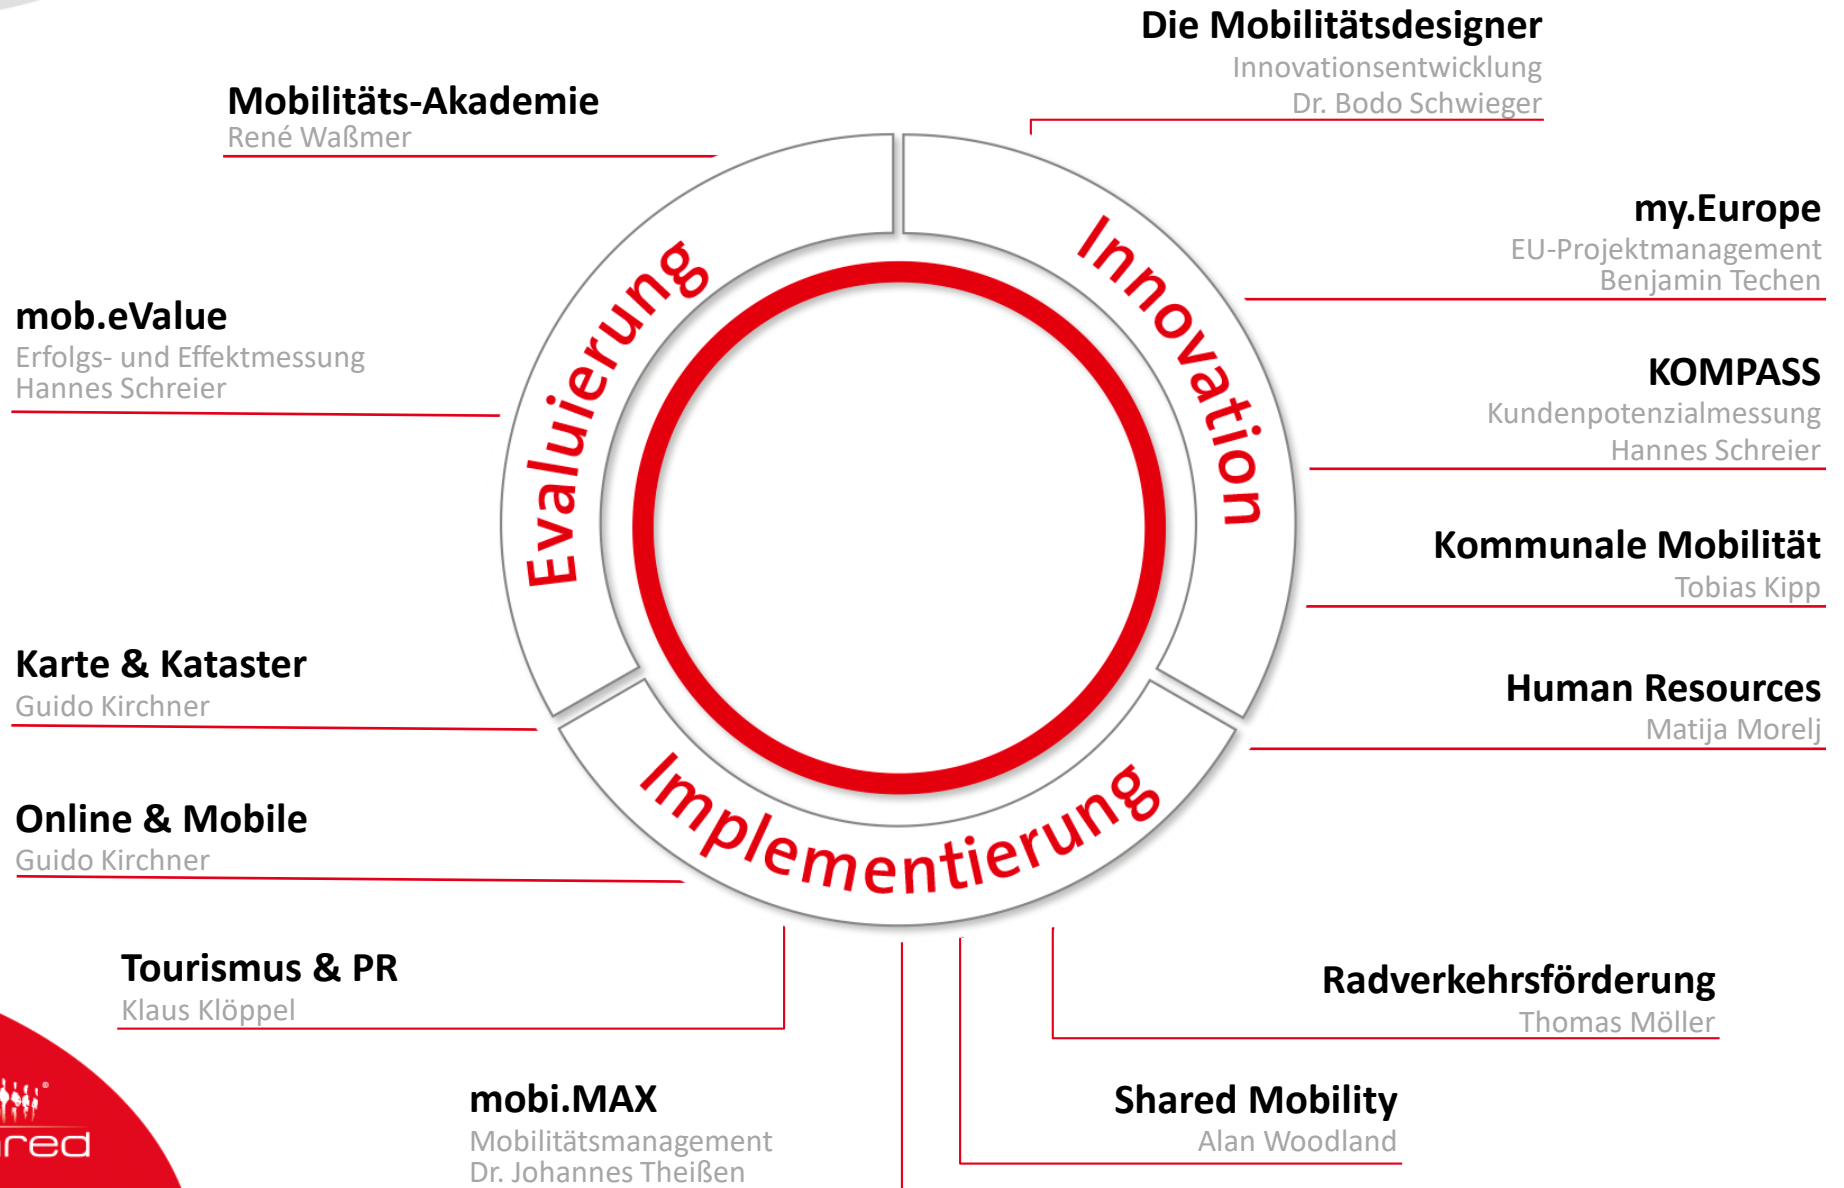 Die Mobilitätsdesigner
Innovationsentwicklung
Dr. Bodo Schwieger
Mobilitäts-Akademie
René Waßmer
my.Europe
EU-Projektmanagement
Benjamin Techen
mob.eValue
Erfolgs- und Effektmessung
Hannes Schreier
KOMPASS
Kundenpotenzialmessung
Hannes Schreier
Evaluierung
Innovation
Implementierung
Kommunale Mobilität
Tobias Kipp
Karte & Kataster
Guido Kirchner
Human Resources
Matija Morelj
Online & Mobile
Guido Kirchner
Tourismus & PR
Klaus Klöppel
Radverkehrsförderung
Thomas Möller
mobi.MAX
Mobilitätsmanagement
Dr. Johannes Theißen
Shared Mobility
Alan Woodland